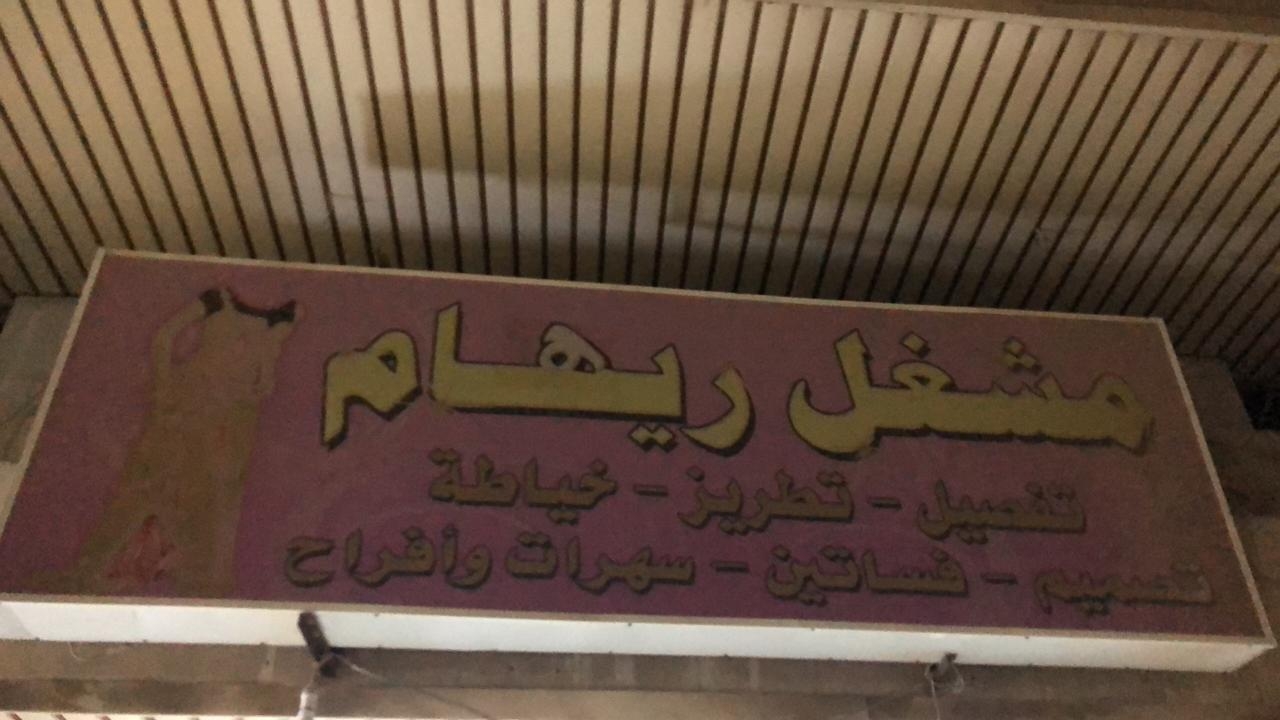 مشغل ريهام
تفصيل - تطريز - خياطة
تصميم - فساتين - سهرات وأفراح